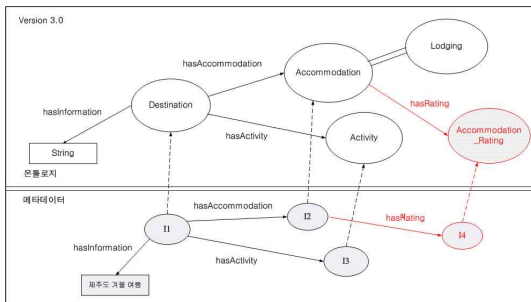 Version 3.0
Lodging
Accommodation
hasAccommodation
hasRating
hasInformation
Destination
hasActivity
Activity
Accommodation
_Rating
String
온톨로지
메타데이터
hasAccommodation
I2
hasRating
I1
I4
hasInformation
hasActivity
I3
제주도 겨울 여행